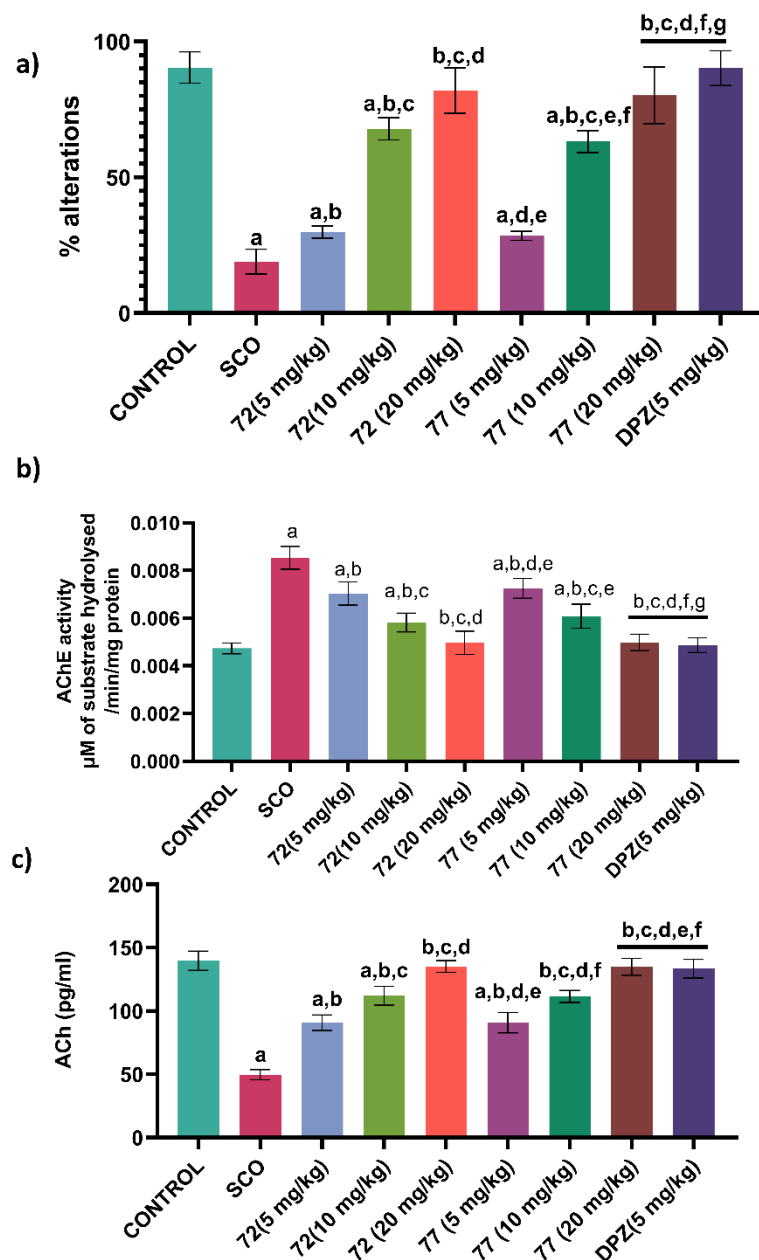 a)
% alterations
100
50
0
a
a,b
a,b,c
b,c,d
a,d,e
a,b,c,e,f
b,c,d,f,g
CONTROL
SCO
72(5 mg/kg)
72(10 mg/kg)
72 (20 mg/kg)
77 (5 mg/kg)
77 (10 mg/kg)
77 (20 mg/kg)
DPZ(5 mg/kg)
b)
AChE activity
µM of substrate hydrolysed
/min/mg protein
0.010
0.008
0.006
0.004
0.002
0.000
a
a,b
a,b,c
b,c,d
a,b,d,e
a,b,c,e
b,c,d,f,g
CONTROL
SCO
72(5 mg/kg)
72(10 mg/kg)
72 (20 mg/kg)
77 (5 mg/kg)
77 (10 mg/kg)
77 (20 mg/kg)
DPZ(5 mg/kg)
c)
ACh (pg/ml)
200
150
100
50
0
a
a,b
a,b,c
b,c,d
a,b,d,e
b,c,d,f
b,c,d,e,f
CONTROL
SCO
72(5 mg/kg)
72(10 mg/kg)
72 (20 mg/kg)
77 (5 mg/kg)
77 (10 mg/kg)
77 (20 mg/kg)
DPZ(5 mg/kg)